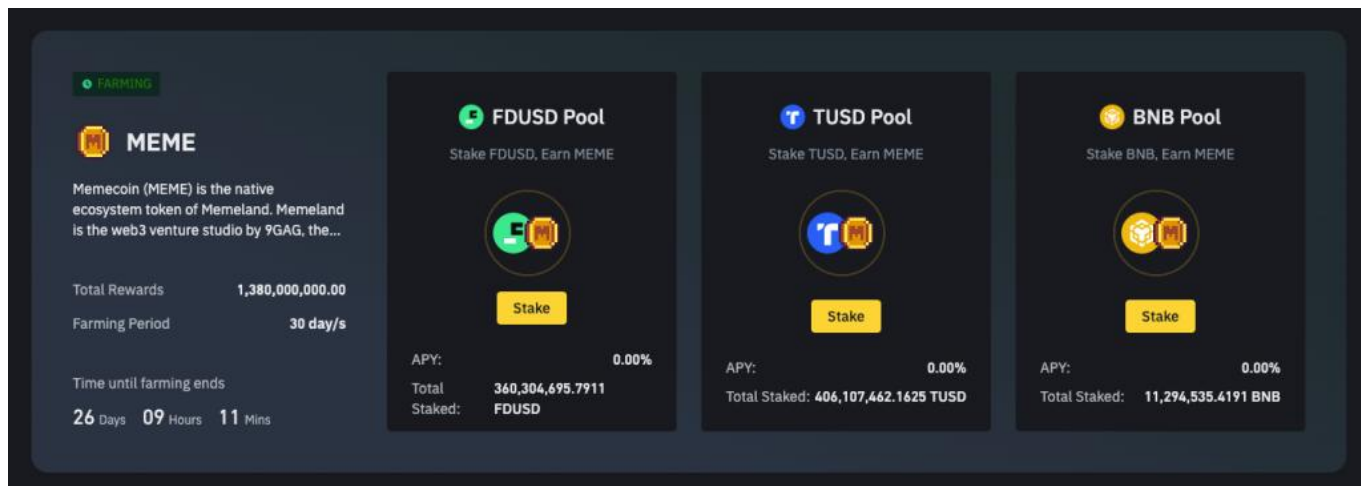 FARMING
MEME
Memecoin (MEME) is the native
ecosystem token of Memeland. Memeland
is the web3 venture studio by 9GAG, the...
Total Rewards 1,380,000,000.00
Farming Period 30 day/s
Time until farming ends
26 Days 09 Hours 11 Mins
FDUSD Pool
Stake FDUSD, Earn MEME
Stake
APY: 0.00%
Total 360,304,695.7911
Staked: FDUSD
TUSD Pool
Stake TUSD, Earn MEME
Stake
APY: 0.00%
Total Staked: 406,107,462.1625 TUSD
BNB Pool
Stake BNB, Earn MEME
Stake
APY: 0.00%
Total Staked: 11,294,535.4191 BNB